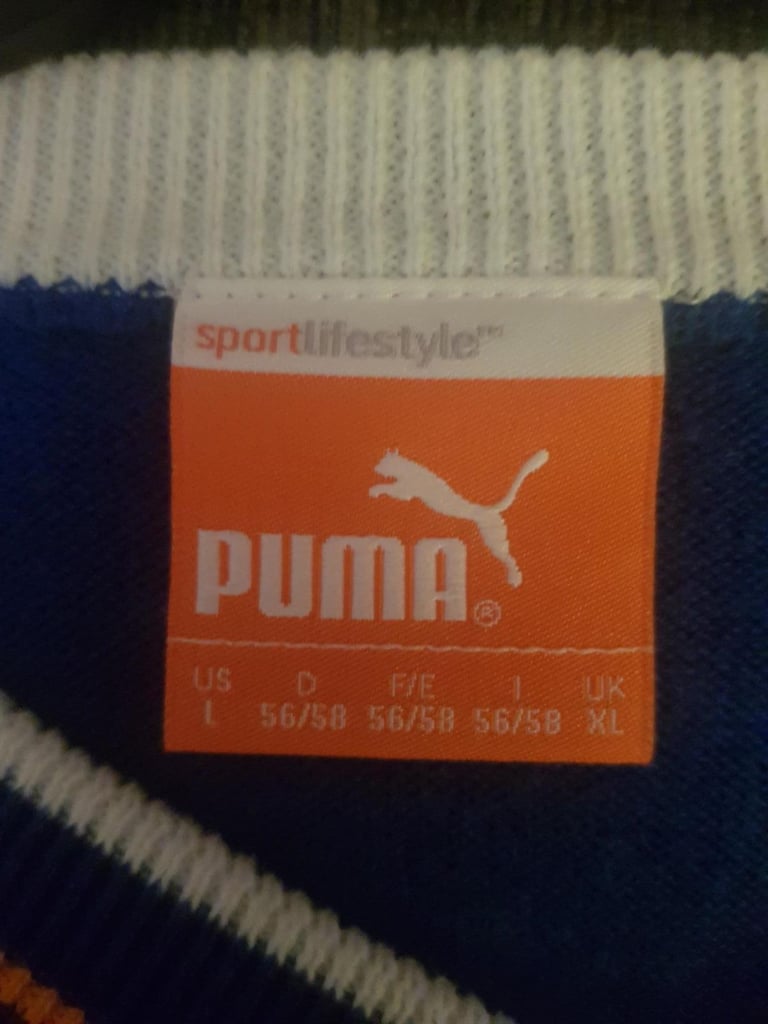 sportlifestyle™
PUMA®
US D F/E I UK
L 56/58 56/58 56/58 XL